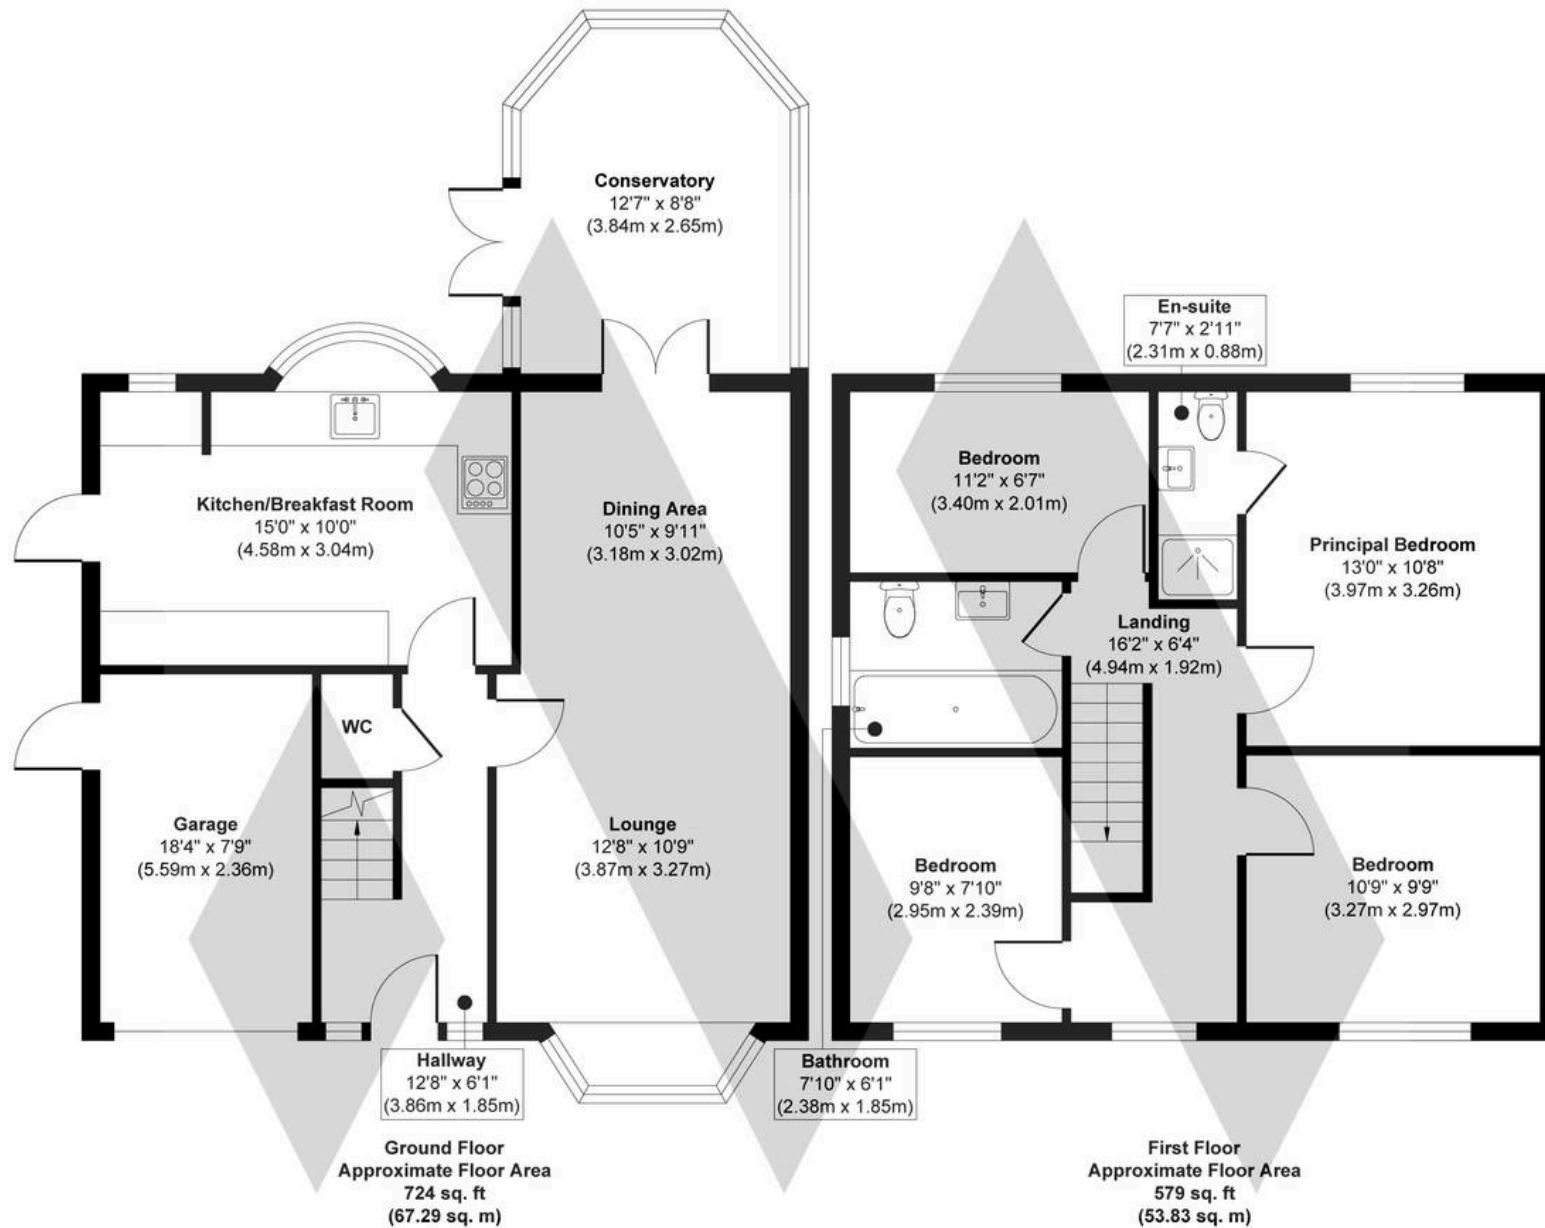 Conservatory
12'7" x 8'8"
(3.84m x 2.65m)
Kitchen/Breakfast Room
15'0" x 10'0"
(4.58m x 3.04m)
Dining Area
10'5" x 9'11"
(3.18m x 3.02m)
WC
Garage
18'4" x 7'9"
(5.59m x 2.36m)
Lounge
12'8" x 10'9"
(3.87m x 3.27m)
Hallway
12'8" x 6'1"
(3.86m x 1.85m)
Ground Floor
Approximate Floor Area
724 sq. ft
(67.29 sq. m)
En-suite
7'7" x 2'11"
(2.31m x 0.88m)
Bedroom
11'2" x 6'7"
(3.40m x 2.01m)
Principal Bedroom
13'0" x 10'8"
(3.97m x 3.26m)
Landing
16'2" x 6'4"
(4.94m x 1.92m)
Bedroom
9'8" x 7'10"
(2.95m x 2.39m)
Bedroom
10'9" x 9'9"
(3.27m x 2.97m)
Bathroom
7'10" x 6'1"
(2.38m x 1.85m)
First Floor
Approximate Floor Area
579 sq. ft
(53.83 sq. m)